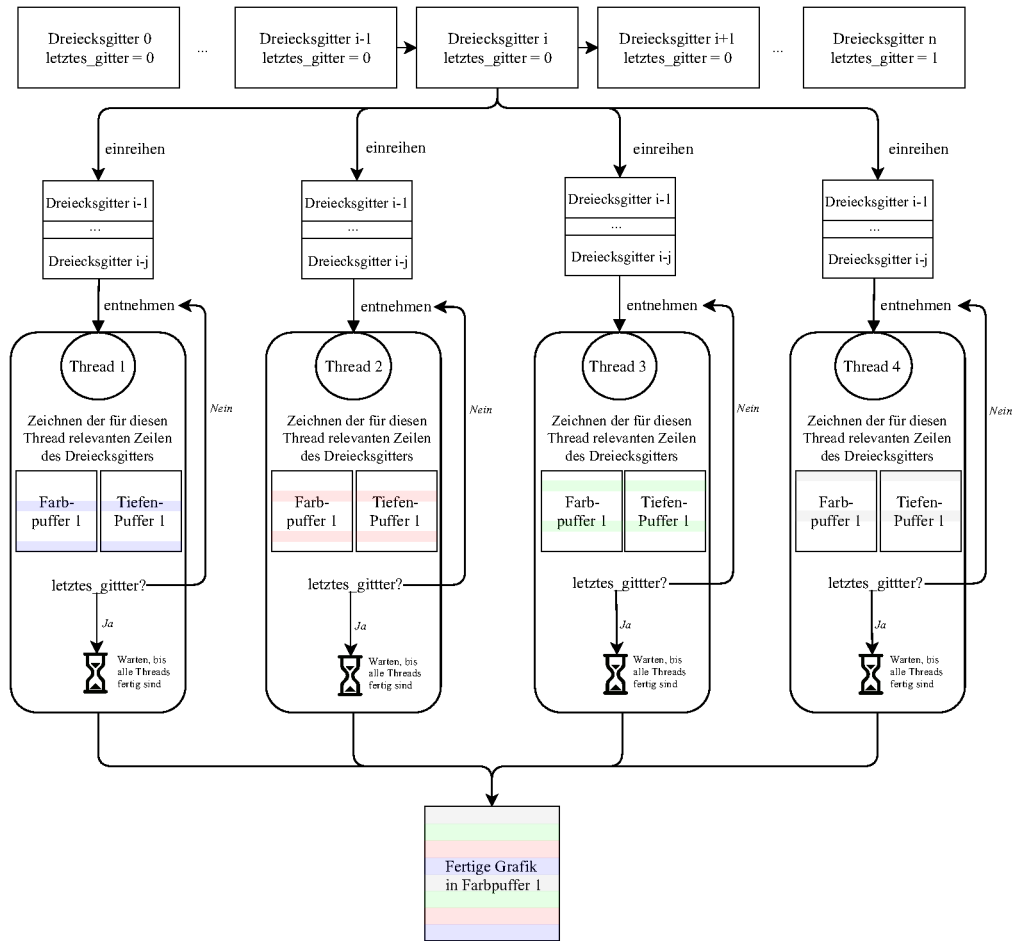 Dreiecksgitter 0
letztes_gitter = 0
...
Dreiecksgitter i-1
letztes_gitter = 0
Dreiecksgitter i
letztes_gitter = 0
Dreiecksgitter i+1
letztes_gitter = 0
...
Dreiecksgitter n
letztes_gitter = 1
einreihen
einreihen
einreihen
einreihen
Dreiecksgitter i-1
...
Dreiecksgitter i-j
Dreiecksgitter i-1
...
Dreiecksgitter i-j
Dreiecksgitter i-1
...
Dreiecksgitter i-j
Dreiecksgitter i-1
...
Dreiecksgitter i-j
entnehmen
entnehmen
entnehmen
entnehmen
Thread 1
Nein
Zeichnen der für diesen
Thread relevanten Zeilen
des Dreiecksgitters
Farb-
puffer 1
Tiefen-
Puffer 1
letztes_gittter?
Ja
Warten, bis
alle Threads
fertig sind
Thread 2
Nein
Zeichnen der für diesen
Thread relevanten Zeilen
des Dreiecksgitters
Farb-
puffer 1
Tiefen-
Puffer 1
letztes_gittter?
Ja
Warten, bis
alle Threads
fertig sind
Thread 3
Nein
Zeichnen der für diesen
Thread relevanten Zeilen
des Dreiecksgitters
Farb-
puffer 1
Tiefen-
Puffer 1
letztes_gittter?
Ja
Warten, bis
alle Threads
fertig sind
Thread 4
Nein
Zeichnen der für diesen
Thread relevanten Zeilen
des Dreiecksgitters
Farb-
puffer 1
Tiefen-
Puffer 1
letztes_gittter?
Ja
Warten, bis
alle Threads
fertig sind
Fertige Grafik
in Farbpuffer 1